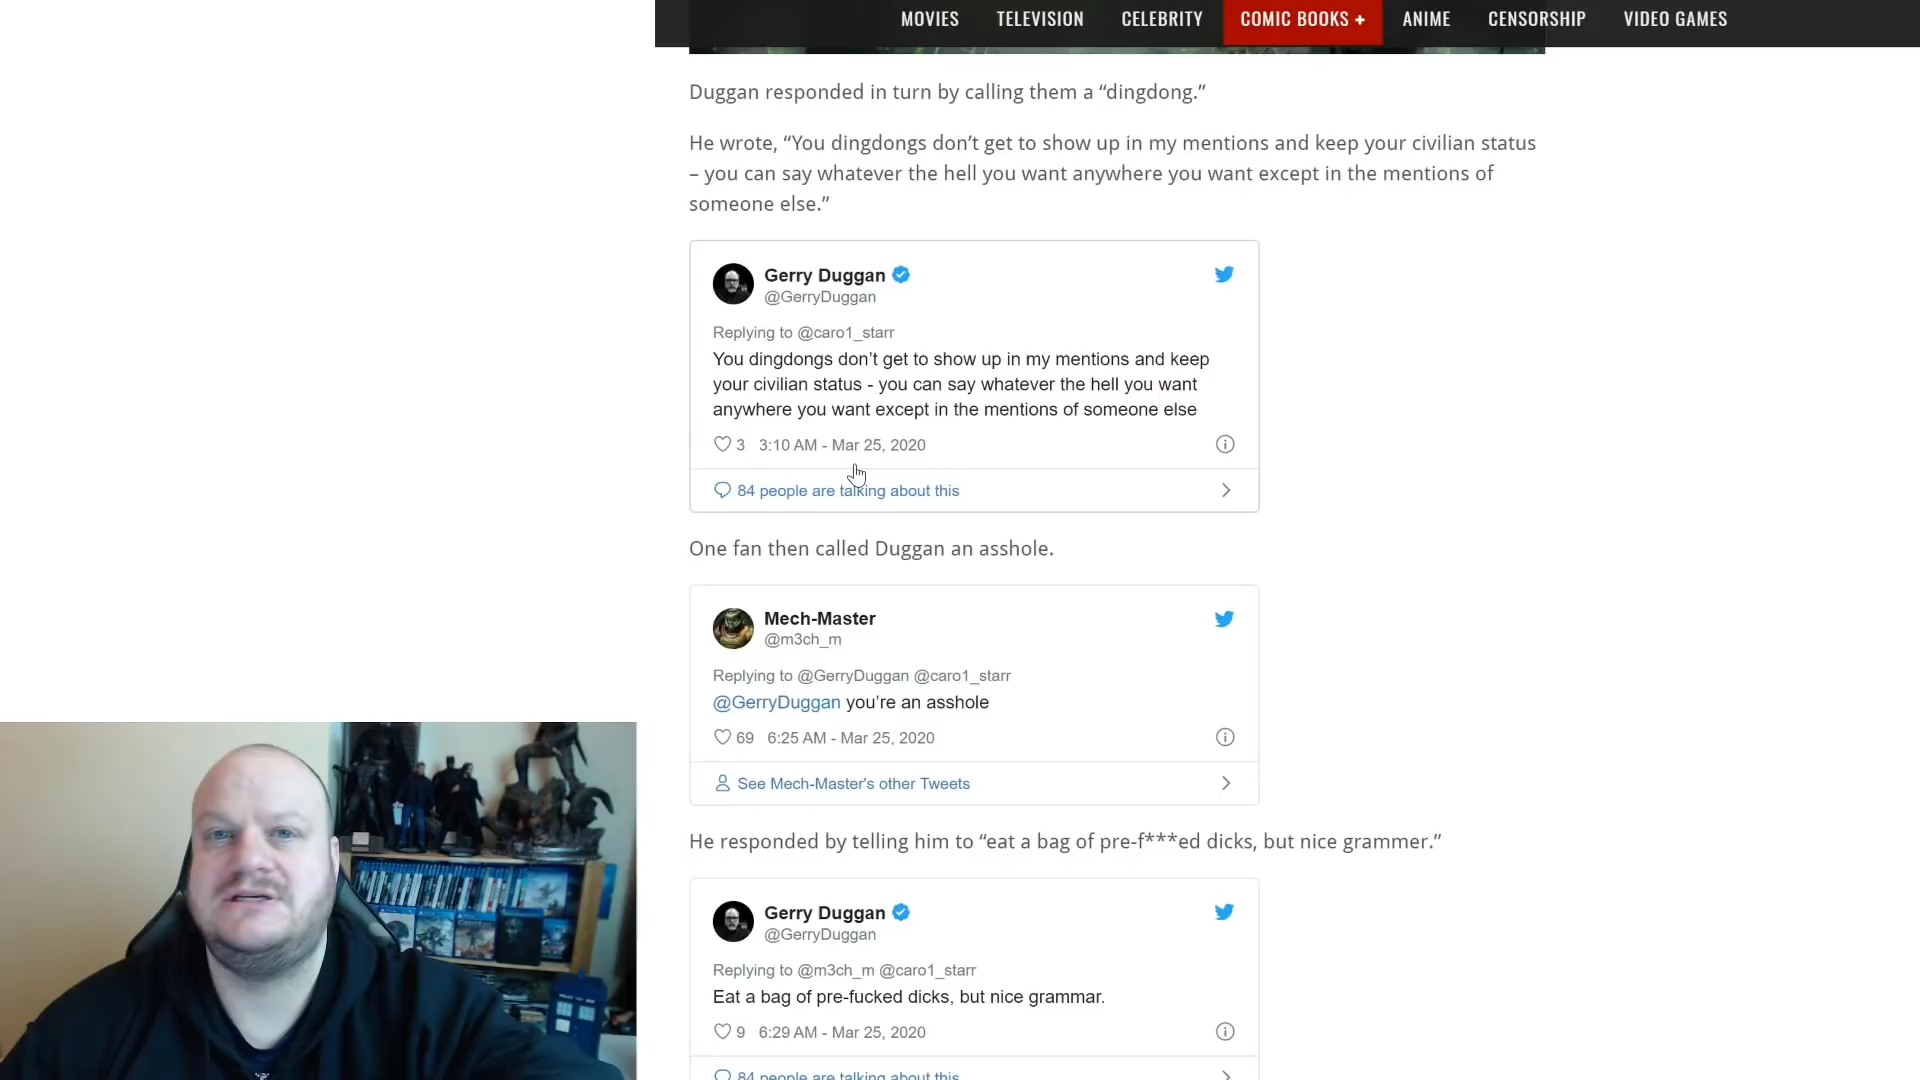 MOVIES TELEVISION CELEBRITY COMIC BOOKS + ANIME CENSORSHIP VIDEO GAMES
Duggan responded in turn by calling them a “dingdong.”
He wrote, “You dingdongs don’t get to show up in my mentions and keep your civilian status
– you can say whatever the hell you want anywhere you want except in the mentions of
someone else.”
Gerry Duggan
@GerryDuggan
Replying to @caro1_starr
You dingdongs don’t get to show up in my mentions and keep
your civilian status - you can say whatever the hell you want
anywhere you want except in the mentions of someone else
3 3:10 AM - Mar 25, 2020
84 people are talking about this
One fan then called Duggan an asshole.
Mech-Master
@m3ch_m
Replying to @GerryDuggan @caro1_starr
@GerryDuggan you’re an asshole
69 6:25 AM - Mar 25, 2020
See Mech-Master's other Tweets
He responded by telling him to “eat a bag of pre-f***ed dicks, but nice grammer.”
Gerry Duggan
@GerryDuggan
Replying to @m3ch_m @caro1_starr
Eat a bag of pre-fucked dicks, but nice grammar.
9 6:29 AM - Mar 25, 2020
84 people are talking about this